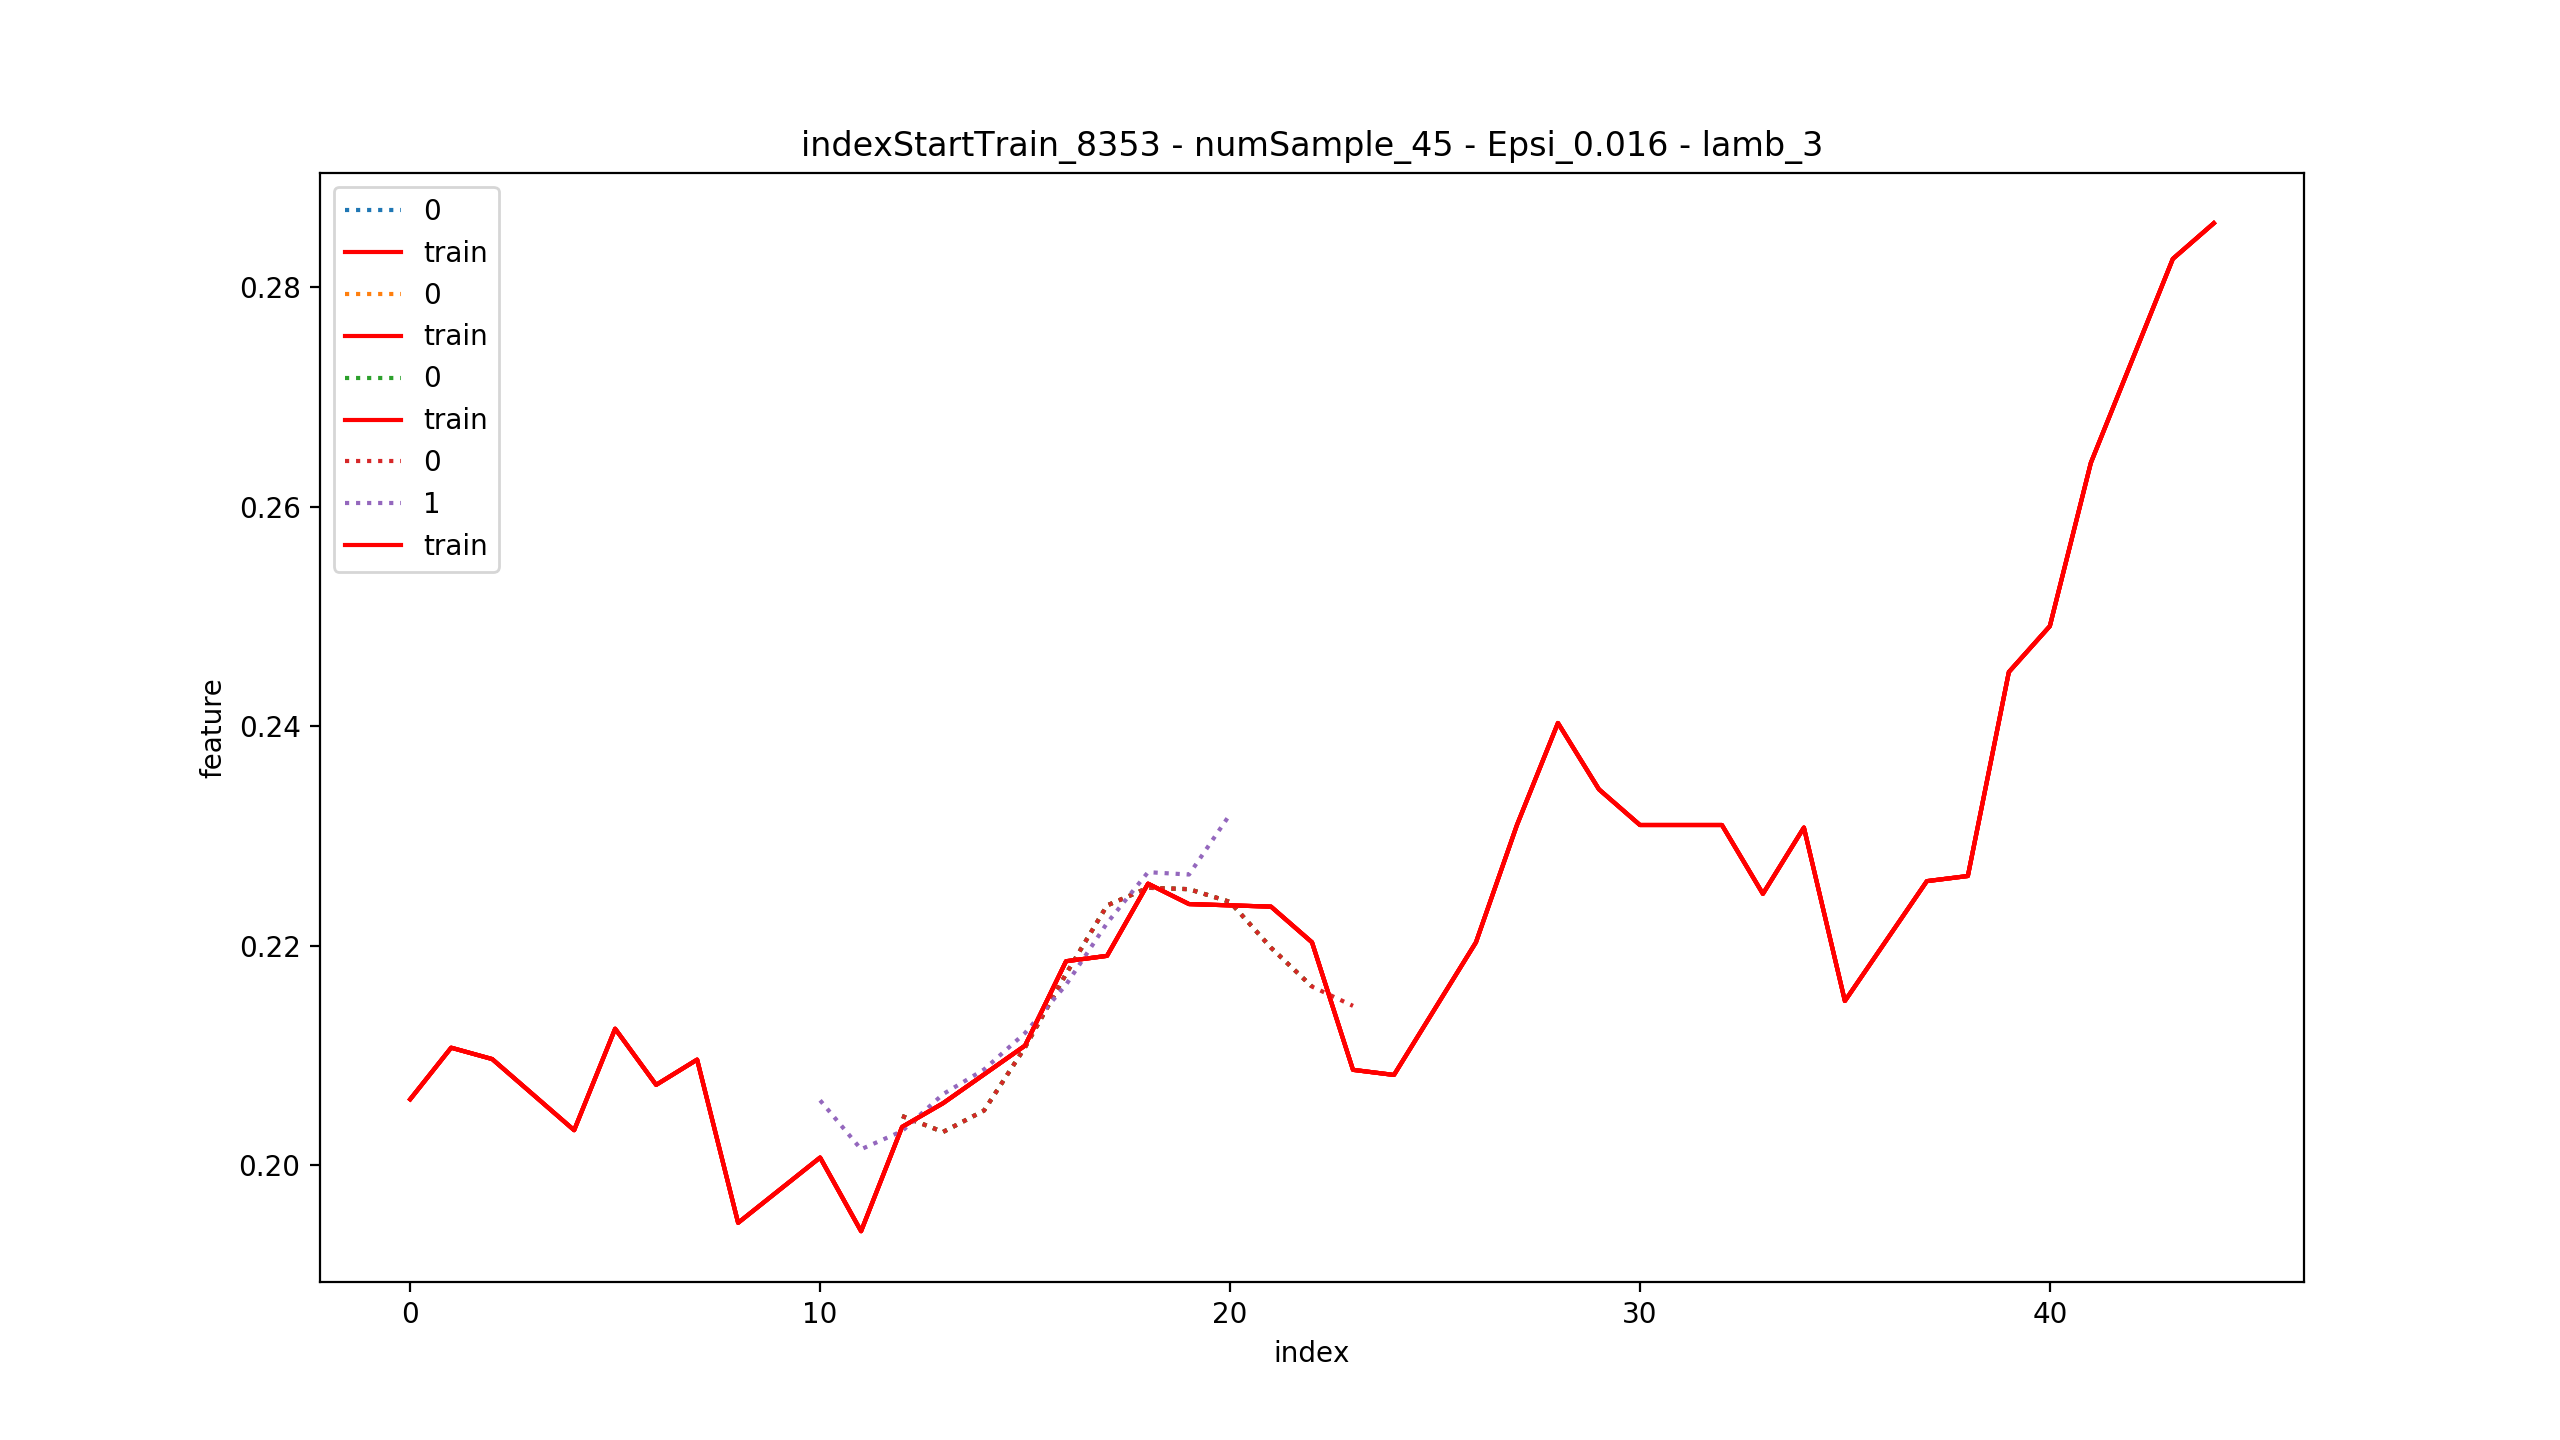 indexStartTrain_8353 - numSample_45 - Epsi_0.016 - lamb_3
0
train
0
train
0
train
0
1
train
0.28
0.26
0.24
0.22
0.20
feature
0 10 20 30 40
index